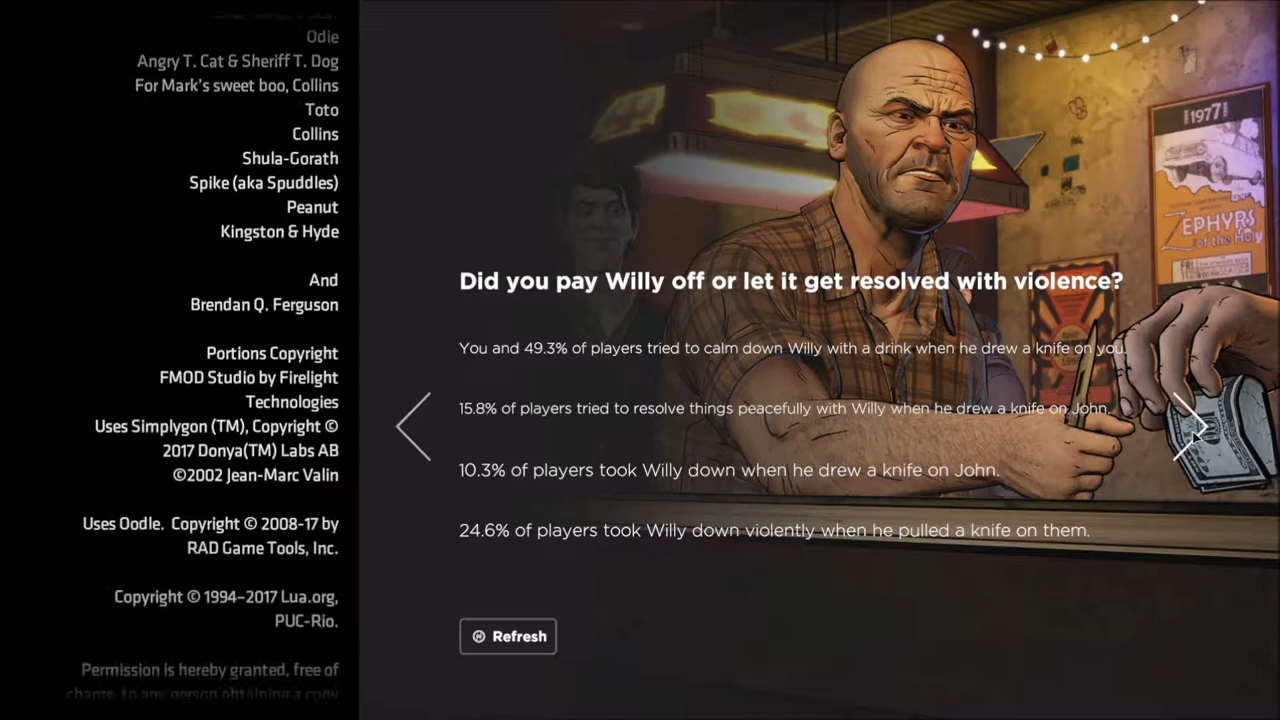 Odie
Angry T. Cat & Sheriff T. Dog
For Mark's sweet boo, Collins
Toto
Collins
Shula-Gorath
Spike (aka Spuddles)
Peanut
Kingston & Hyde
And
Brendan Q. Ferguson
Portions Copyright
FMOD Studio by Firelight
Technologies
Uses Simplygon (TM), Copyright ©
2017 Donya(TM) Labs AB
©2002 Jean-Marc Valin
Uses Oodle. Copyright © 2008-17 by
RAD Game Tools, Inc.
Copyright © 1994–2017 Lua.org,
PUC-Rio.
Permission is hereby granted, free of
charge, to any person obtaining a copy
Did you pay Willy off or let it get resolved with violence?
You and 49.3% of players tried to calm down Willy with a drink when he drew a knife on you.
15.8% of players tried to resolve things peacefully with Willy when he drew a knife on John.
10.3% of players took Willy down when he drew a knife on John.
24.6% of players took Willy down violently when he pulled a knife on them.
Refresh
1977
ZEPHYRS
of the Holy